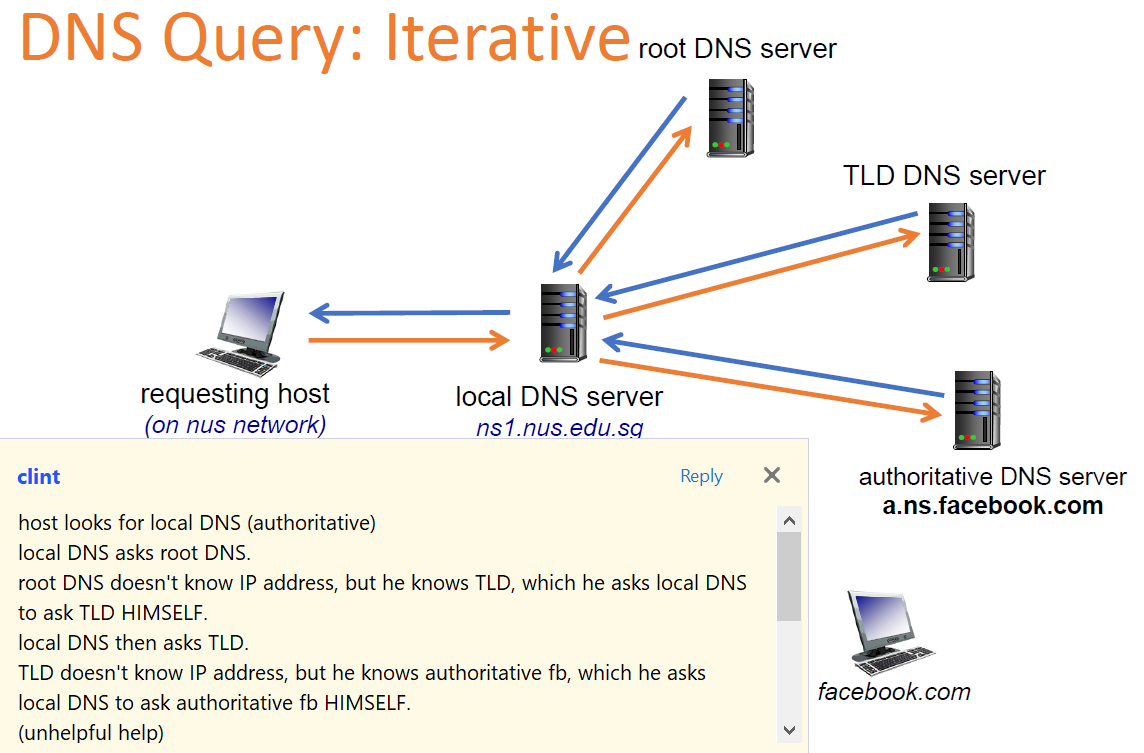 DNS Query: Iterative
root DNS server
TLD DNS server
requesting host
(on nus network)
local DNS server
ns1.nus.edu.sg
authoritative DNS server
a.ns.facebook.com
facebook.com
clint
Reply
host looks for local DNS (authoritative)
local DNS asks root DNS.
root DNS doesn't know IP address, but he knows TLD, which he asks local DNS
to ask TLD HIMSELF.
local DNS then asks TLD.
TLD doesn't know IP address, but he knows authoritative fb, which he asks
local DNS to ask authoritative fb HIMSELF.
(unhelpful help)